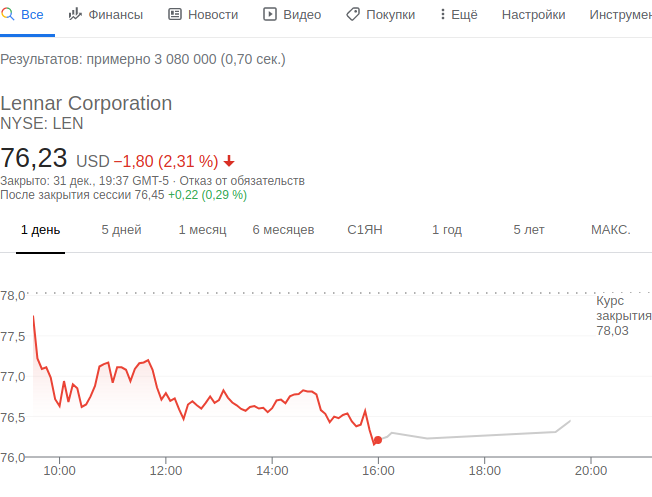 Все Финансы Новости Видео Покупки Ещё Настройки
Результатов: примерно 3 080 000 (0,70 сек.)
Lennar Corporation
NYSE: LEN
76,23 USD −1,80 (2,31 %)
Закрыто: 31 дек., 19:37 GMT-5 · Отказ от обязательств
После закрытия сессии 76,45 +0,22 (0,29 %)
1 день 5 дней 1 месяц 6 месяцев С1ЯН 1 год 5 лет МАКС.
78,0
Курс
закрытия
78,03
77,5
77,0
76,5
76,0
10:00 12:00 14:00 16:00 18:00 20:00